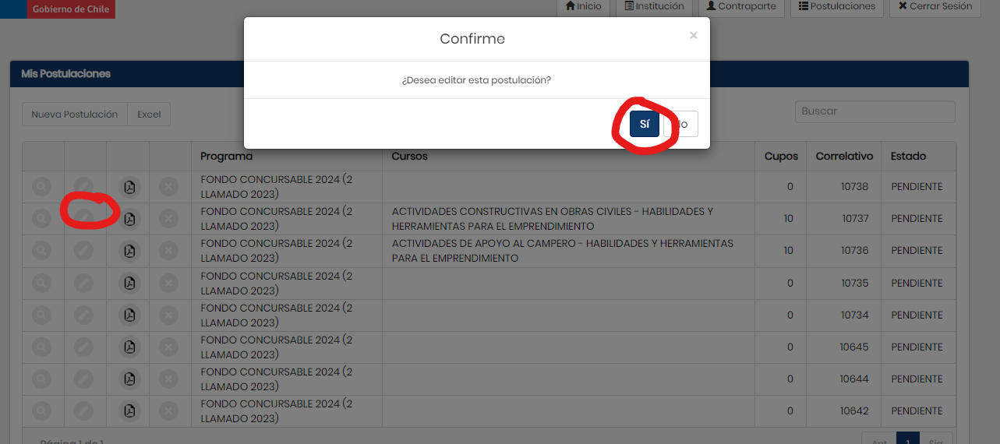 Gobierno de Chile
Inicio Institución Contraparte Postulaciones Cerrar Sesión
Confirme
¿Desea editar esta postulación?
Sí
Mis Postulaciones
Nueva Postulación Excel Buscar
Programa Cursos Cupos Correlativo Estado
FONDO CONCURSABLE 2024 (2 0 10738 PENDIENTE
LLAMADO 2023)
FONDO CONCURSABLE 2024 (2 ACTIVIDADES CONSTRUCTIVAS EN OBRAS CIVILES - HABILIDADES Y 10 10737 PENDIENTE
LLAMADO 2023) HERRAMIENTAS PARA EL EMPRENDIMIENTO
FONDO CONCURSABLE 2024 (2 ACTIVIDADES DE APOYO AL CAMPERO - HABILIDADES Y HERRAMIENTAS 10 10736 PENDIENTE
LLAMADO 2023) PARA EL EMPRENDIMIENTO
FONDO CONCURSABLE 2024 (2 0 10735 PENDIENTE
LLAMADO 2023)
FONDO CONCURSABLE 2024 (2 0 10734 PENDIENTE
LLAMADO 2023)
FONDO CONCURSABLE 2024 (2 0 10645 PENDIENTE
LLAMADO 2023)
FONDO CONCURSABLE 2024 (2 0 10644 PENDIENTE
LLAMADO 2023)
FONDO CONCURSABLE 2024 (2 0 10642 PENDIENTE
LLAMADO 2023)
Página 1 de 1 Ant 1 Sig